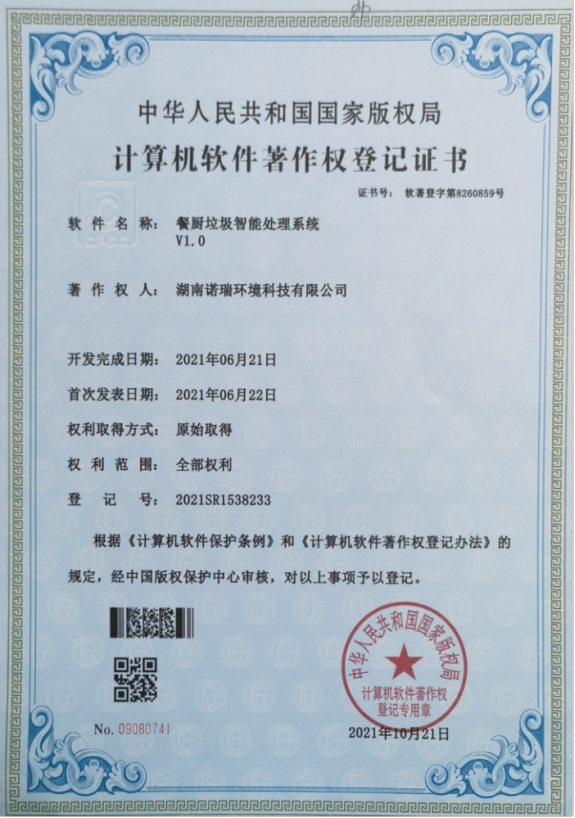 中华人民共和国国家版权局
计算机软件著作权登记证书
证书号: 软著登字第8260859号
软件名称: 餐厨垃圾智能处理系统
V1.0
著作权人: 湖南诺瑞环境科技有限公司
开发完成日期: 2021年06月21日
首次发表日期: 2021年06月22日
权利取得方式: 原始取得
权利范围: 全部权利
登记号: 2021SR1538233
根据《计算机软件保护条例》和《计算机软件著作权登记办法》的
规定,经中国版权保护中心审核,对以上事项予以登记。
中华人民共和国国家版权局
计算机软件著作权
登记专用章
No. 09080741
2021年10月21日